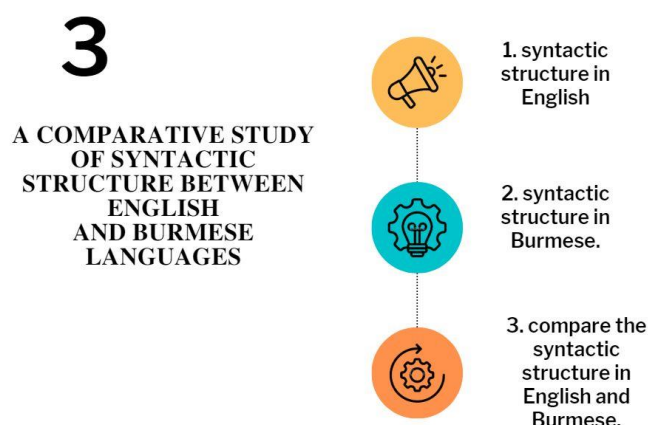 3
A COMPARATIVE STUDY
OF SYNTACTIC
STRUCTURE BETWEEN
ENGLISH
AND BURMESE
LANGUAGES
1. syntactic
structure in
English
2. syntactic
structure in
Burmese.
3. compare the
syntactic
structure in
English and
Burmese.